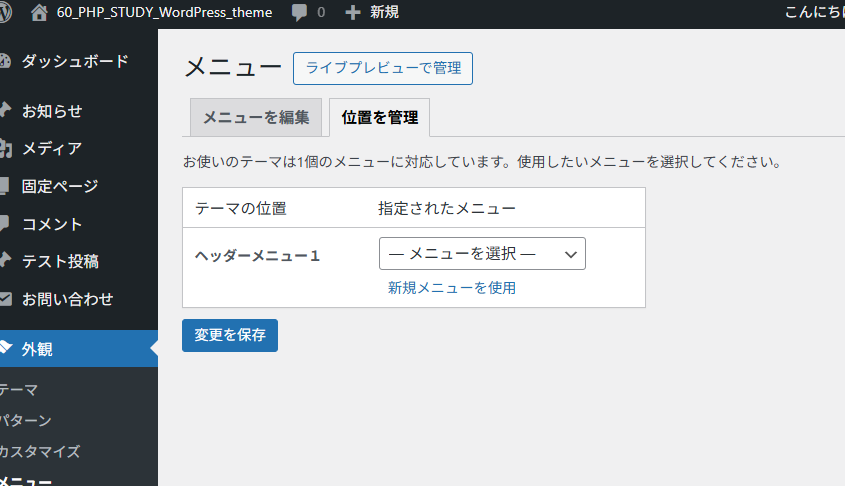 60_PHP_STUDY_WordPress_theme 0 新規 こんにち
ダッシュボード
お知らせ
メディア
固定ページ
コメント
テスト投稿
お問い合わせ
外観
テーマ
パターン
カスタマイズ
メニュー
メニュー ライブプレビューで管理
メニューを編集 位置を管理
お使いのテーマは1個のメニューに対応しています。使用したいメニューを選択してください。
テーマの位置 指定されたメニュー
ヘッダーメニュー１ — メニューを選択 —
新規メニューを使用
変更を保存